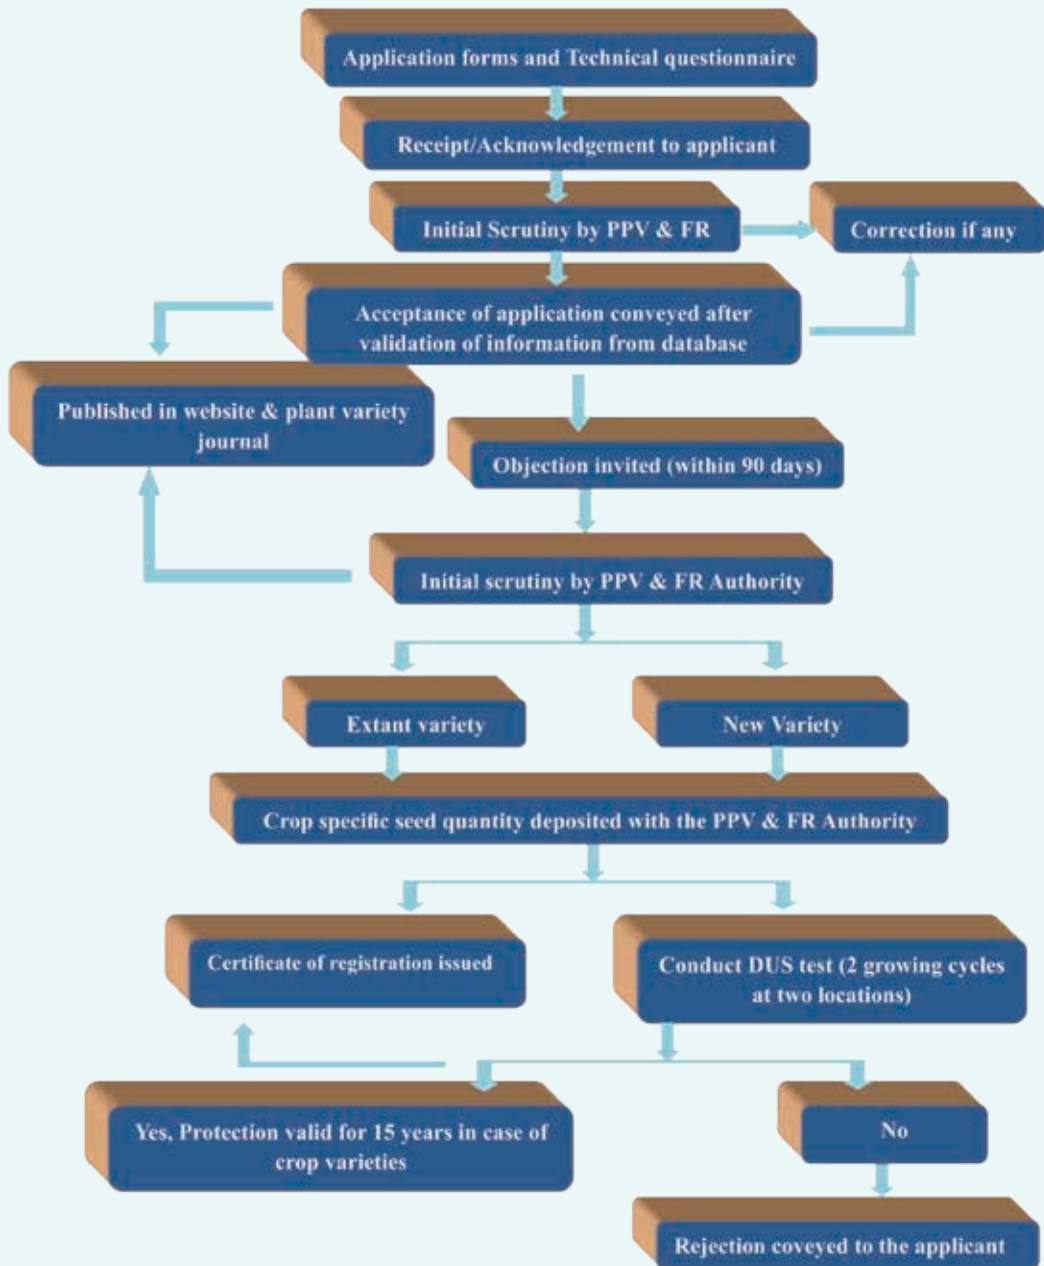 Application forms and Technical questionnaire
Receipt/Acknowledgement to applicant
Initial Scrutiny by PPV & FR
Correction if any
Acceptance of application conveyed after
validation of information from database
Published in website & plant variety
journal
Objection invited (within 90 days)
Initial scrutiny by PPV & FR Authority
Extant variety
New Variety
Crop specific seed quantity deposited with the PPV & FR Authority
Certificate of registration issued
Conduct DUS test (2 growing cycles
at two locations)
Yes, Protection valid for 15 years in case of
crop varieties
No
Rejection coveyed to the applicant